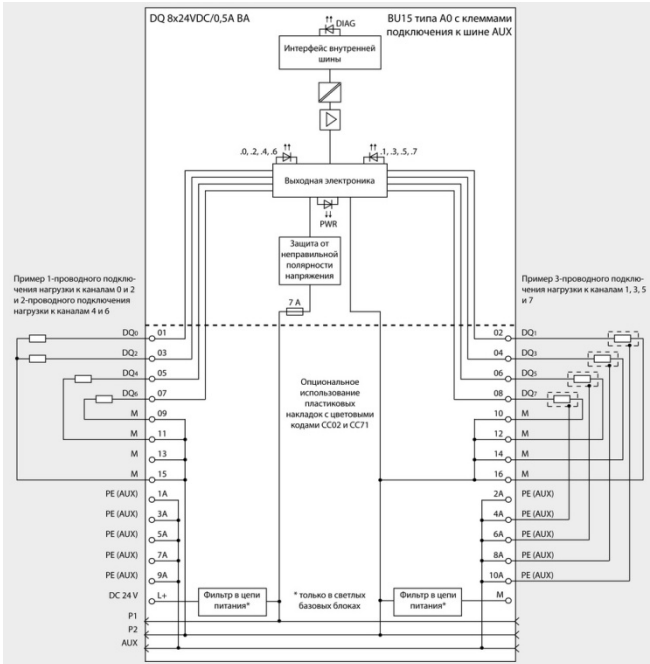 DQ 8x24VDC/0,5A BA
BU15 типа A0 с клеммами
подключения к шине AUX
DIAG
Интерфейс внутренней
шины
.0, .2, .4, .6
.1, .3, .5, .7
Выходная электроника
PWR
Защита от
неправильной
полярности
напряжения
7 A
Пример 1-проводного подклю-
чения нагрузки к каналам 0 и 2
и 2-проводного подключения
нагрузки к каналам 4 и 6
Пример 3-проводного подклю-
чения нагрузки к каналам 1, 3, 5
и 7
DQ0 01
DQ2 03
DQ4 05
DQ6 07
M 09
M 11
M 13
M 15
PE (AUX) 1A
PE (AUX) 3A
PE (AUX) 5A
PE (AUX) 7A
PE (AUX) 9A
DC 24 V L+
P1
P2
AUX
Опциональное
использование
пластиковых
накладок с цветовыми
кодами CC02 и CC71
Фильтр в цепи
питания*
* только в светлых
базовых блоках
Фильтр в цепи
питания*
02 DQ1
04 DQ3
06 DQ5
08 DQ7
10 M
12 M
14 M
16 M
2A PE (AUX)
4A PE (AUX)
6A PE (AUX)
8A PE (AUX)
10A PE (AUX)
M